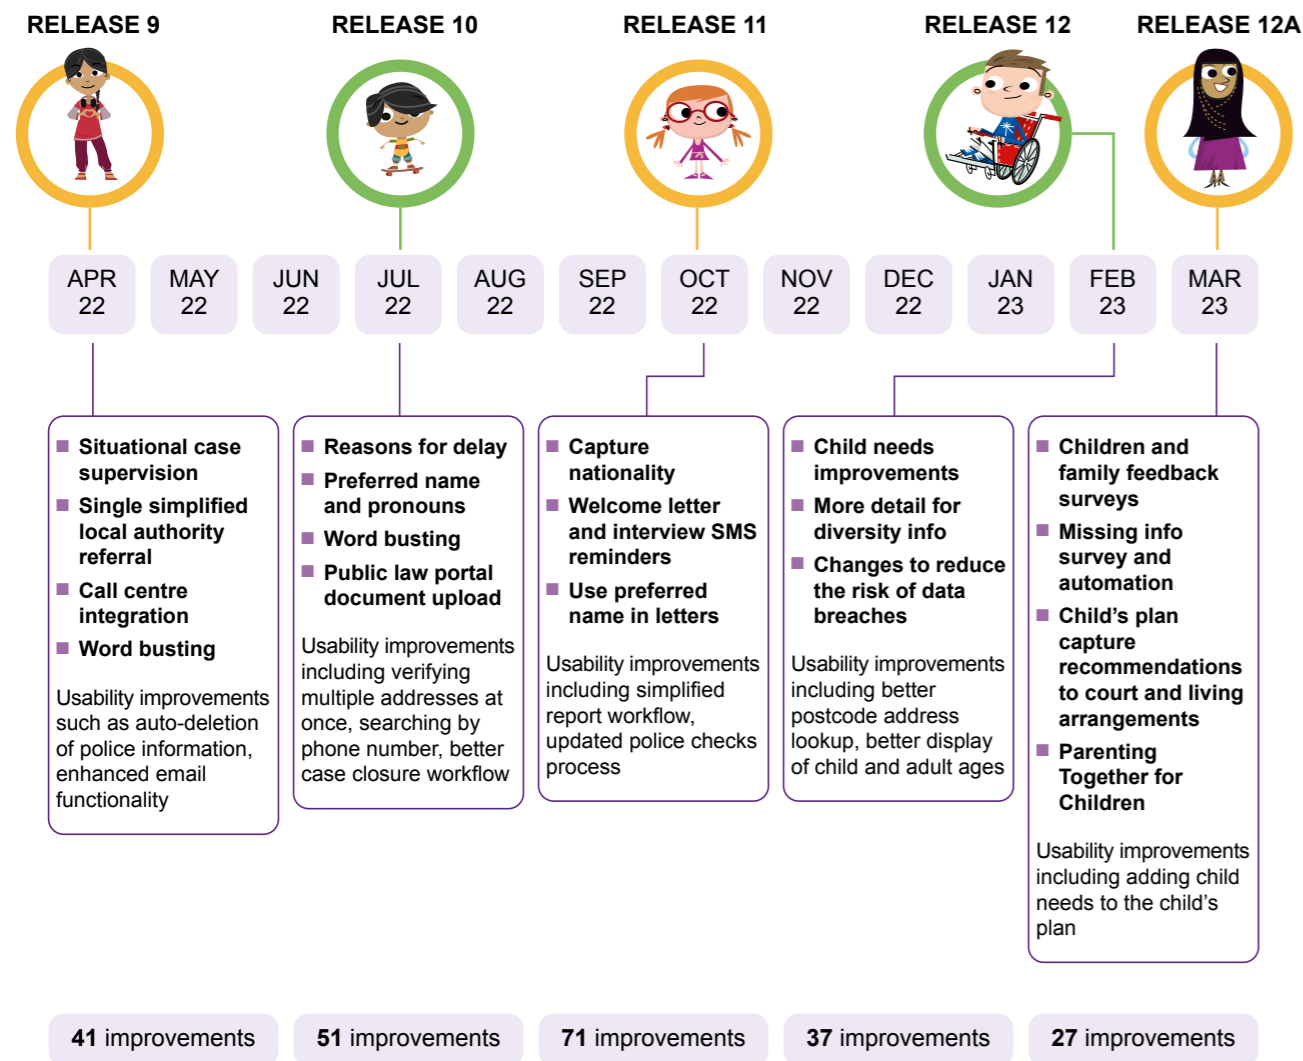 RELEASE 9
RELEASE 10
RELEASE 11
RELEASE 12
RELEASE 12A
APR
22
MAY
22
JUN
22
JUL
22
AUG
22
SEP
22
OCT
22
NOV
22
DEC
22
JAN
23
FEB
23
MAR
23
■ Situational case
supervision
■ Single simplified
local authority
referral
■ Call centre
integration
■ Word busting
Usability improvements
such as auto-deletion
of police information,
enhanced email
functionality
■ Reasons for delay
■ Preferred name
and pronouns
■ Word busting
■ Public law portal
document upload
Usability improvements
including verifying
multiple addresses at
once, searching by
phone number, better
case closure workflow
■ Capture
nationality
■ Welcome letter
and interview SMS
reminders
■ Use preferred
name in letters
Usability improvements
including simplified
report workflow,
updated police checks
process
■ Child needs
improvements
■ More detail for
diversity info
■ Changes to reduce
the risk of data
breaches
Usability improvements
including better
postcode address
lookup, better display
of child and adult ages
■ Children and
family feedback
surveys
■ Missing info
survey and
automation
■ Child’s plan
capture
recommendations
to court and living
arrangements
■ Parenting
Together for
Children
Usability improvements
including adding child
needs to the child’s
plan
41 improvements
51 improvements
71 improvements
37 improvements
27 improvements